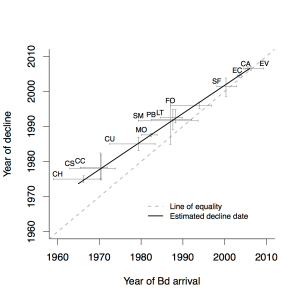 2010
2000
1990
1980
1970
1960
Year of decline
CA EV
EC
SF
FO
SM PB LT
MO
CU
CS CC
CH
Line of equality
Estimated decline date
1960 1970 1980 1990 2000 2010
Year of Bd arrival